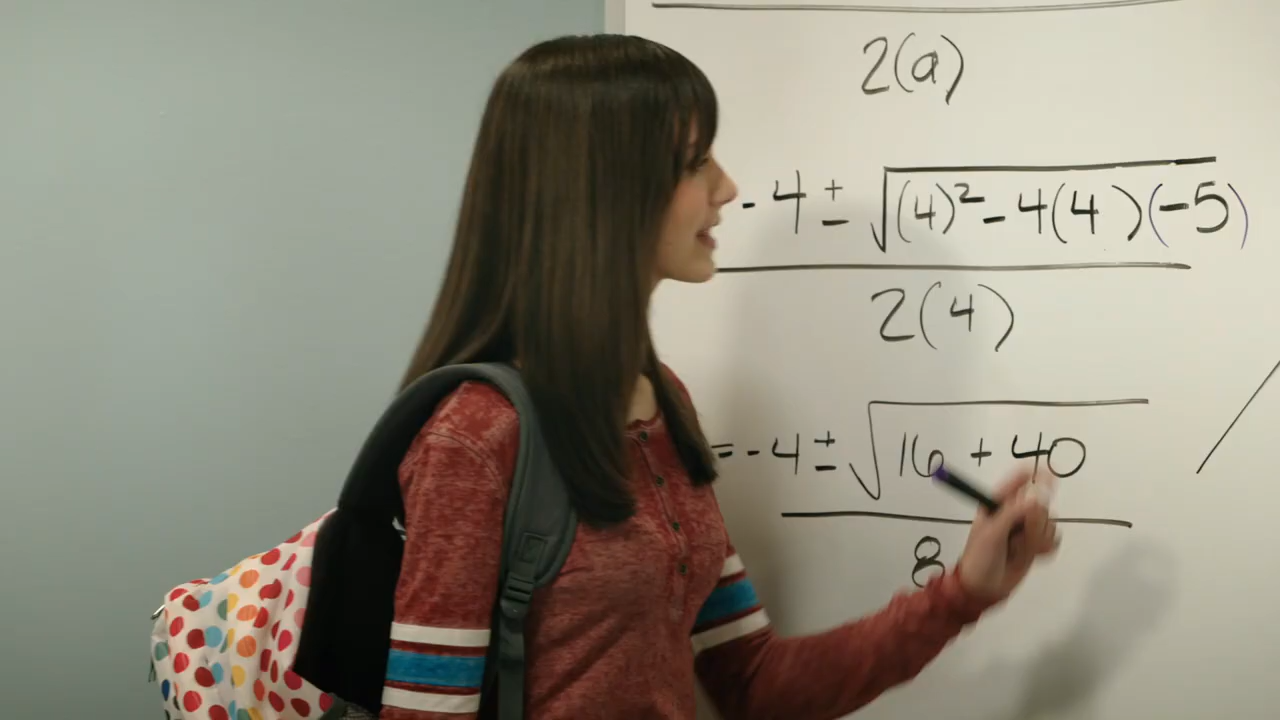 2(a)
-4 ± √(4)²-4(4)(-5)
2(4)
= -4 ± √16 + 40
8